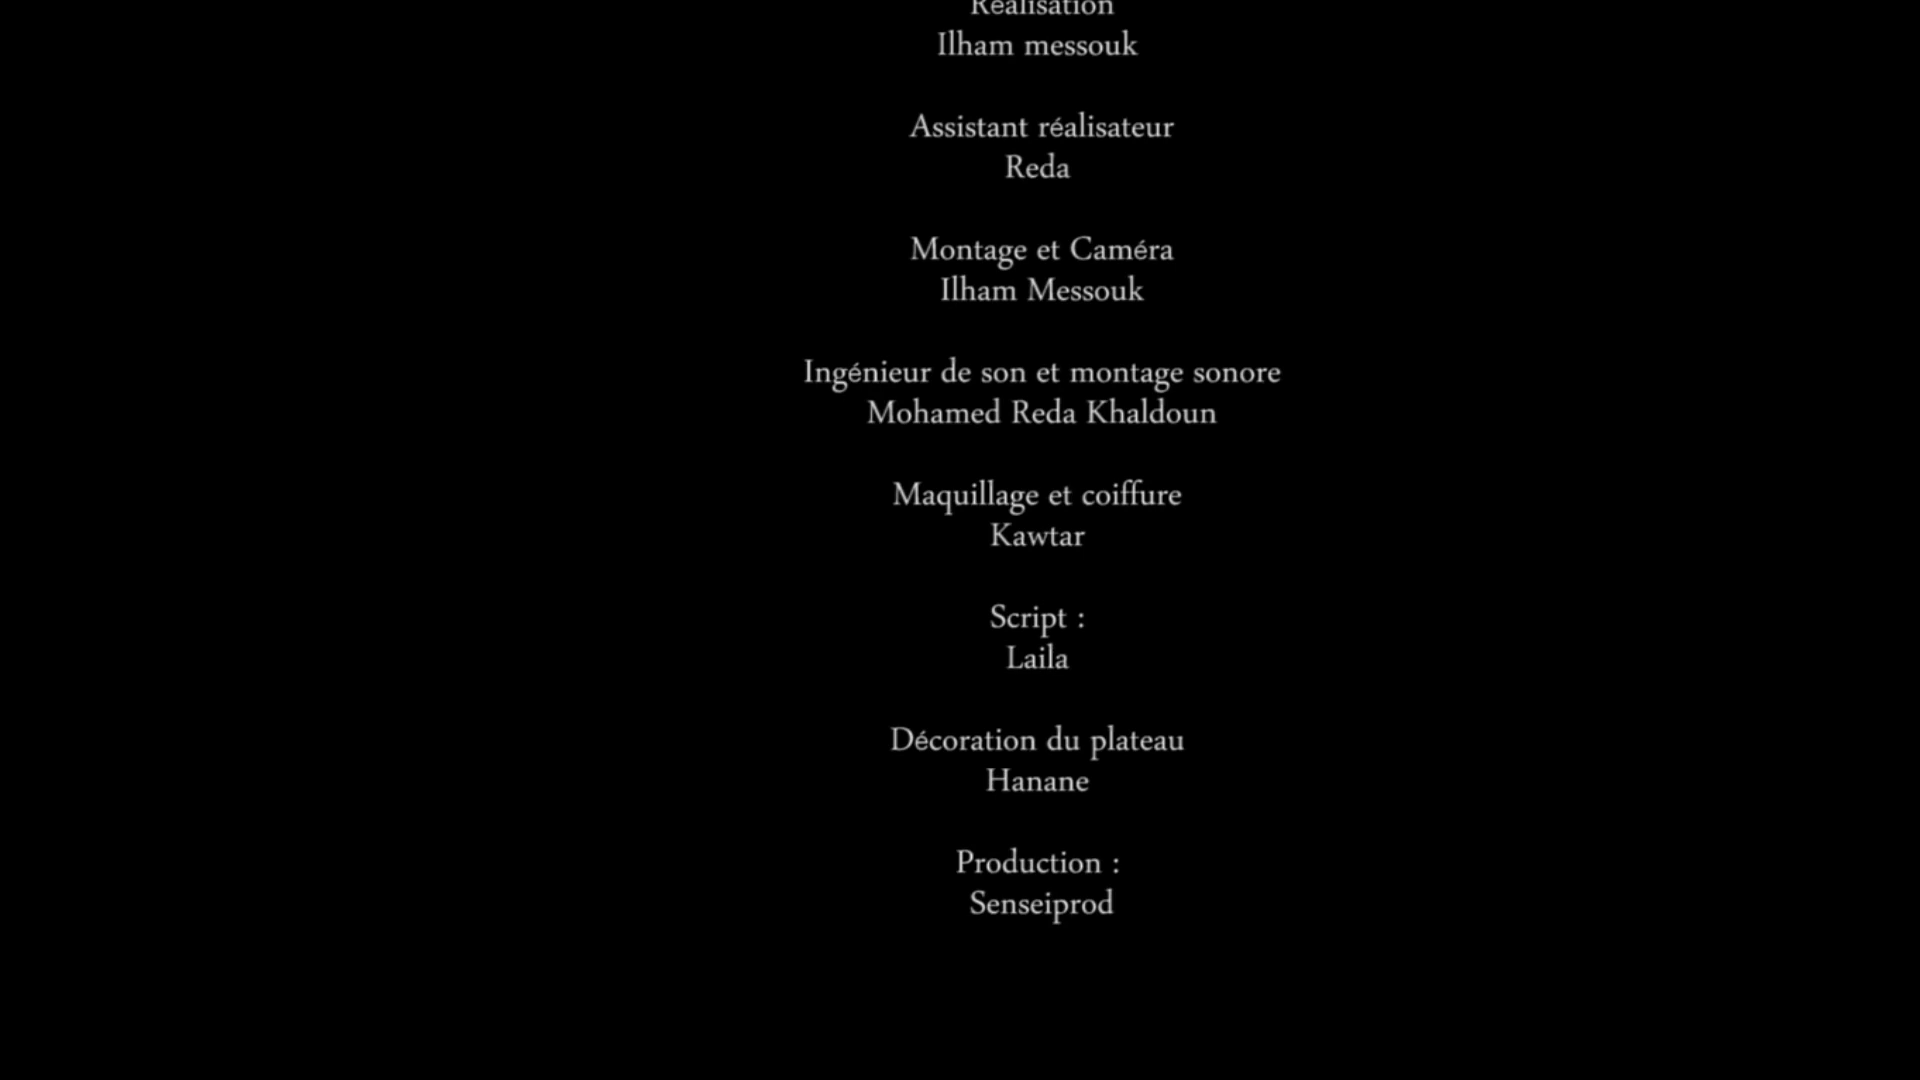 Réalisation
Ilham messouk
Assistant réalisateur
Reda
Montage et Caméra
Ilham Messouk
Ingénieur de son et montage sonore
Mohamed Reda Khaldoun
Maquillage et coiffure
Kawtar
Script :
Laila
Décoration du plateau
Hanane
Production :
Senseiprod